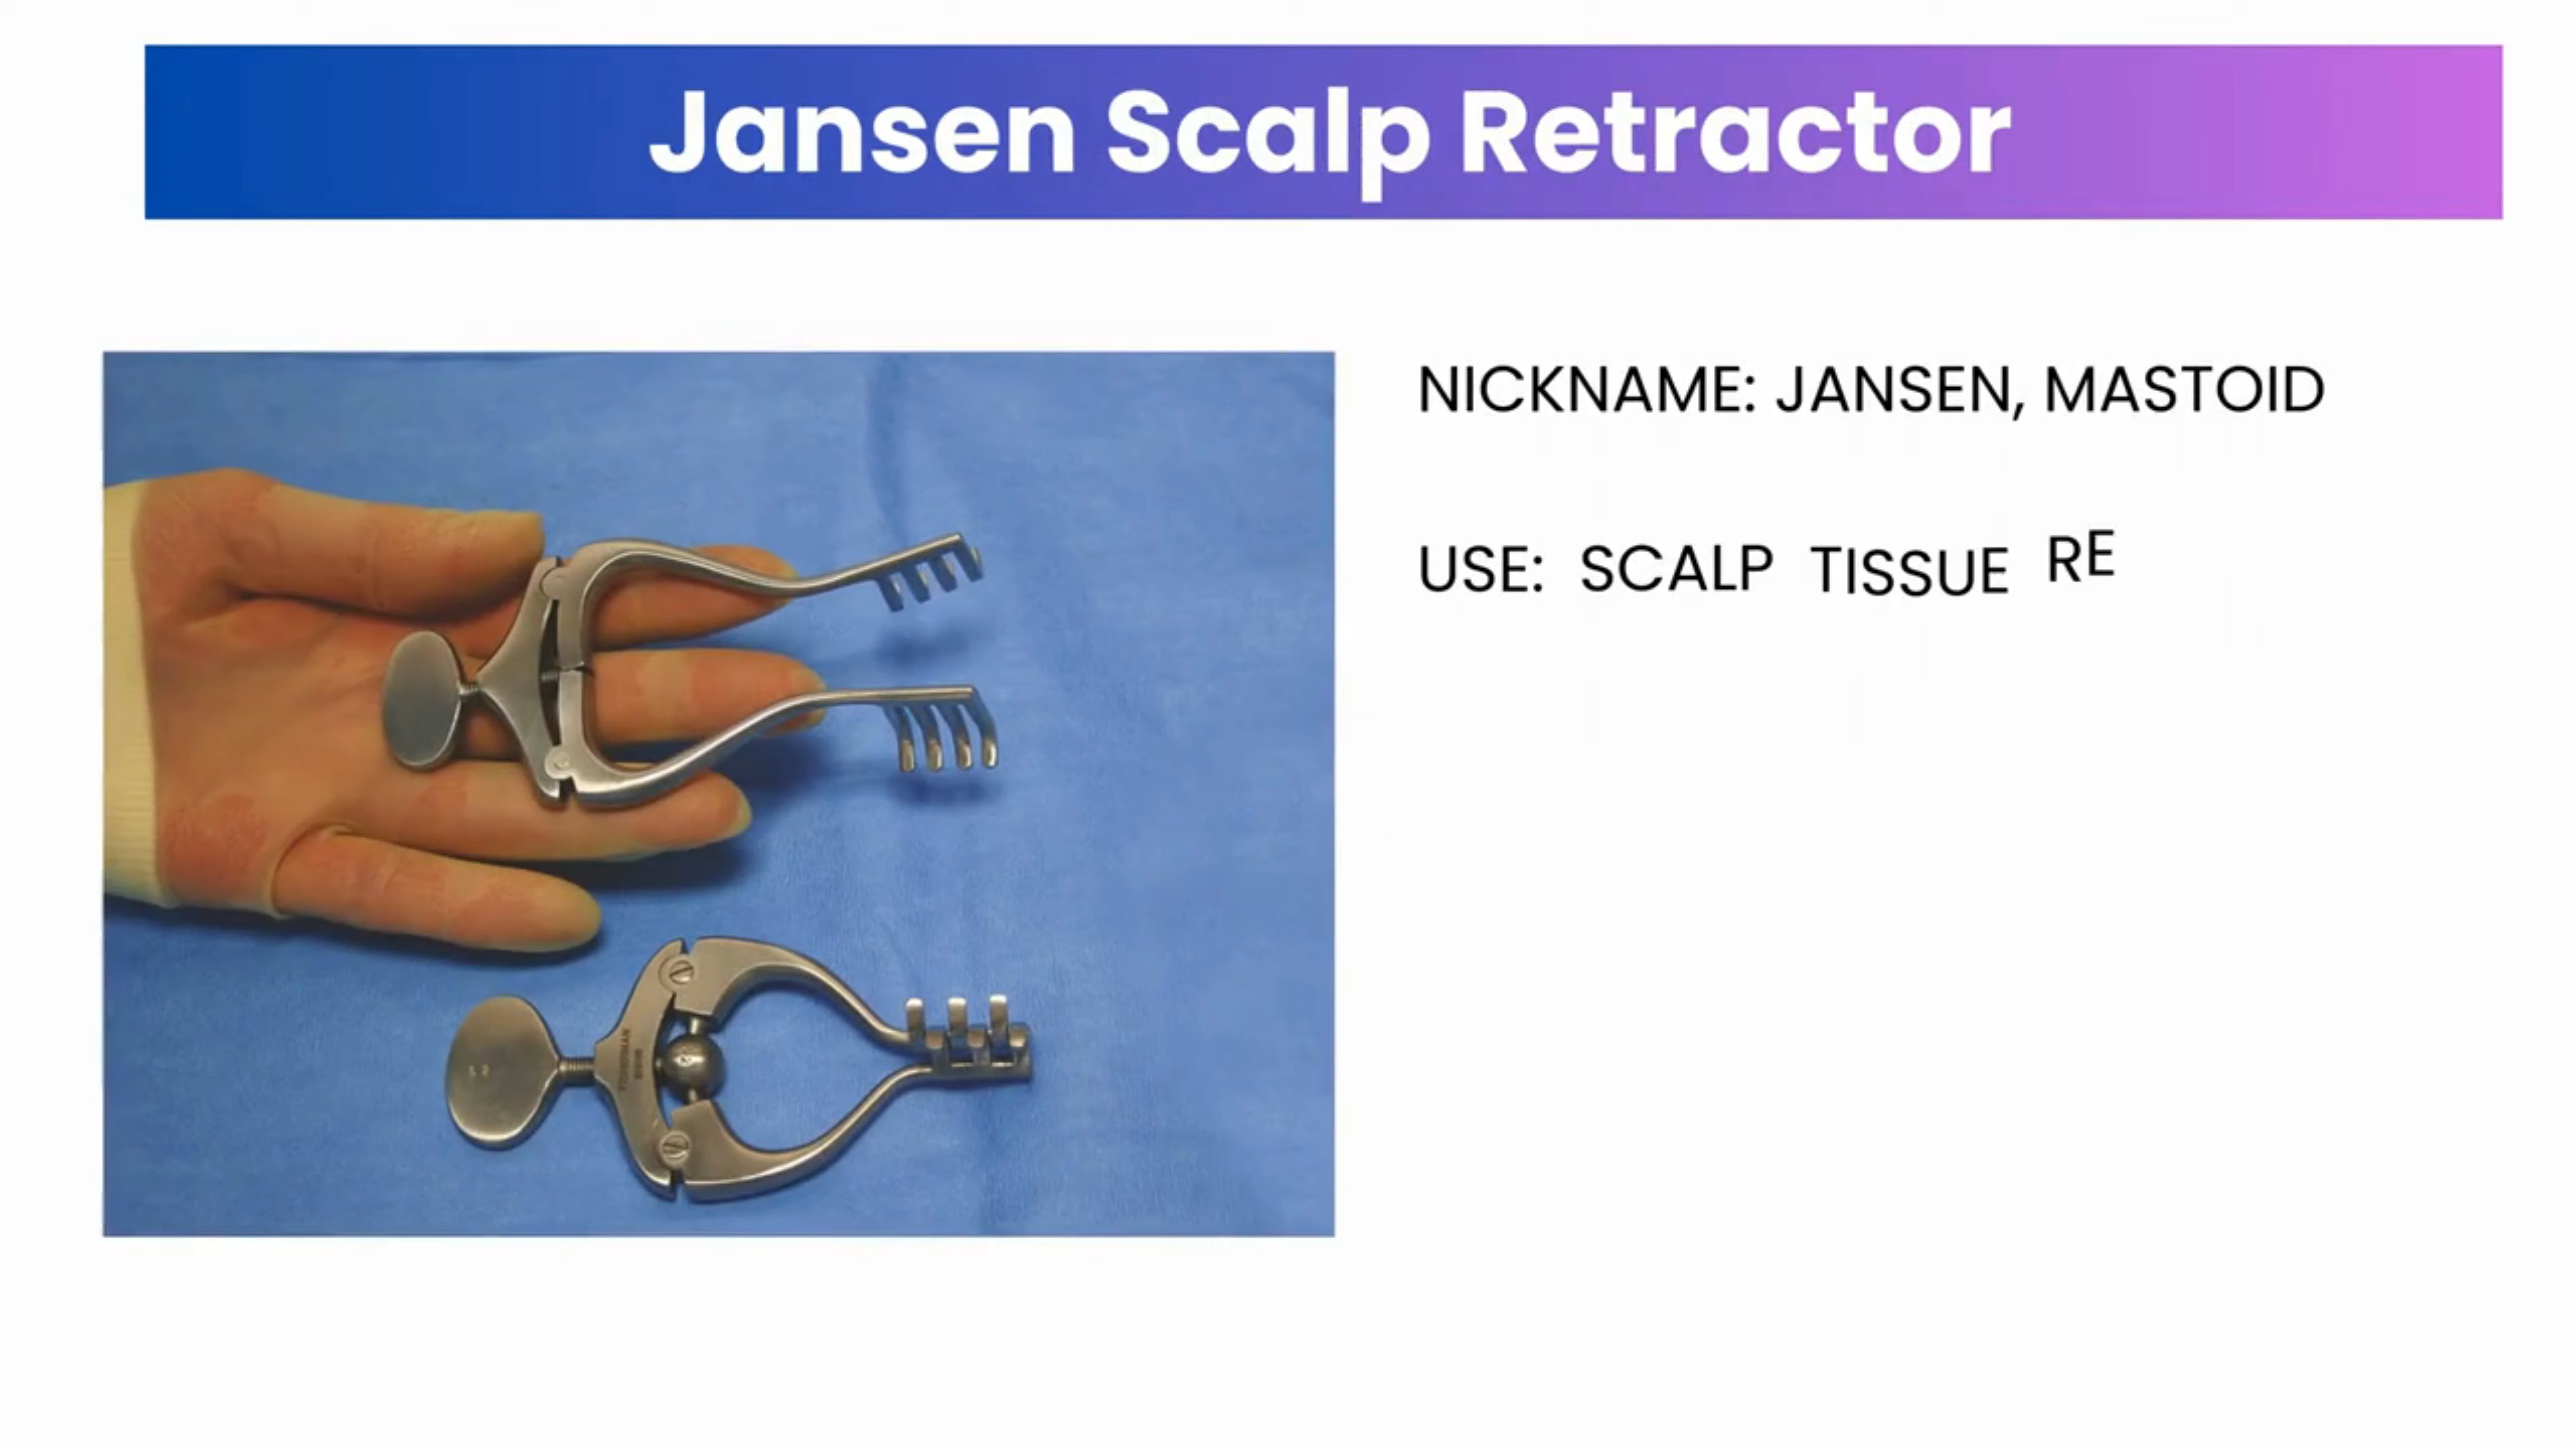 Jansen Scalp Retractor
NICKNAME: JANSEN, MASTOID
USE: SCALP TISSUE RE